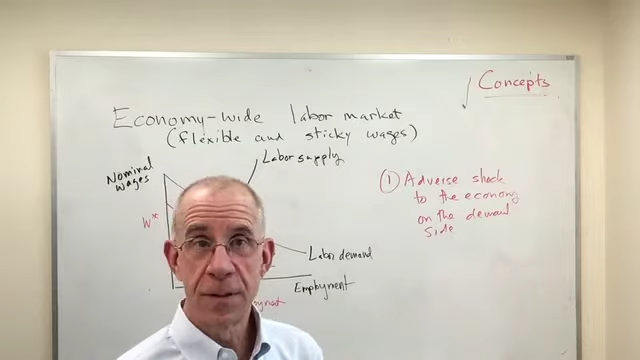 Concepts
Economy-wide labor market
(flexible and sticky wages)
Labor supply
Nominal
wages
W*
Labor demand
Employment
① Adverse shock
to the economy
on the demand
side